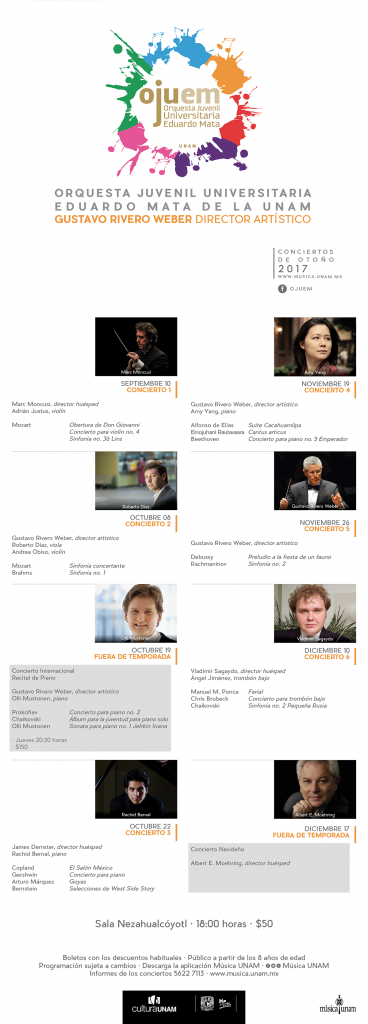 ojuem
Orquesta Juvenil
Universitaria
Eduardo Mata
UNAM
ORQUESTA JUVENIL UNIVERSITARIA
EDUARDO MATA DE LA UNAM
GUSTAVO RIVERO WEBER DIRECTOR ARTÍSTICO
CONCIERTOS
DE OTOÑO
2017
WWW.MUSICA.UNAM.MX
f OJUEM
Marc Moncusí
SEPTIEMBRE 10
CONCIERTO 1
Marc Moncusí, director huésped
Adrián Justus, violín
Mozart Obertura de Don Giovanni
Concierto para violín no. 4
Sinfonía no. 36 Linz
Amy Yang
NOVIEMBRE 19
CONCIERTO 4
Gustavo Rivero Weber, director artístico
Amy Yang, piano
Alfonso de Elías Suite Cacahuamilpa
Einojuhani Rautavaara Cantus articus
Beethoven Concierto para piano no. 5 Emperador
Roberto Díaz
OCTUBRE 08
CONCIERTO 2
Gustavo Rivero Weber, director artístico
Roberto Díaz, viola
Andrea Obiso, violín
Mozart Sinfonía concertante
Brahms Sinfonía no. 1
Gustavo Rivero Weber
NOVIEMBRE 26
CONCIERTO 5
Gustavo Rivero Weber, director artístico
Debussy Preludio a la fiesta de un fauno
Rachmaninov Sinfonía no. 2
Olli Mustonen
OCTUBRE 19
FUERA DE TEMPORADA
Concierto Internacional
Recital de Piano
Gustavo Rivero Weber, director artístico
Olli Mustonen, piano
Prokofiev Concierto para piano no. 2
Chaikovski Álbum para la juventud para piano solo
Olli Mustonen Sonata para piano no. 1 Jehkin Iivana
· Jueves 20:30 horas
· $150
Vladimir Sagaydo
DICIEMBRE 10
CONCIERTO 6
Vladimir Sagaydo, director huésped
Angel Jiménez, trombón bajo
Manuel M. Ponce Ferial
Chris Brubeck Concierto para trombón bajo
Chaikovski Sinfonía no. 2 Pequeña Rusia
Rachid Bernal
OCTUBRE 22
CONCIERTO 3
James Demster, director huésped
Rachid Bernal, piano
Copland El Salón México
Gershwin Concierto para piano
Arturo Márquez Goyas
Bernstein Selecciones de West Side Story
Albert E. Moehring
DICIEMBRE 17
FUERA DE TEMPORADA
Concierto Navideño
Albert E. Moehring, director huésped
Sala Nezahualcóyotl · 18:00 horas · $50
Boletos con los descuentos habituales · Público a partir de los 8 años de edad
Programación sujeta a cambios · Descarga la aplicación Música UNAM · Música UNAM
Informes de los conciertos 5622 7113 · www.musica.unam.mx
culturaUNAM
músicaunam